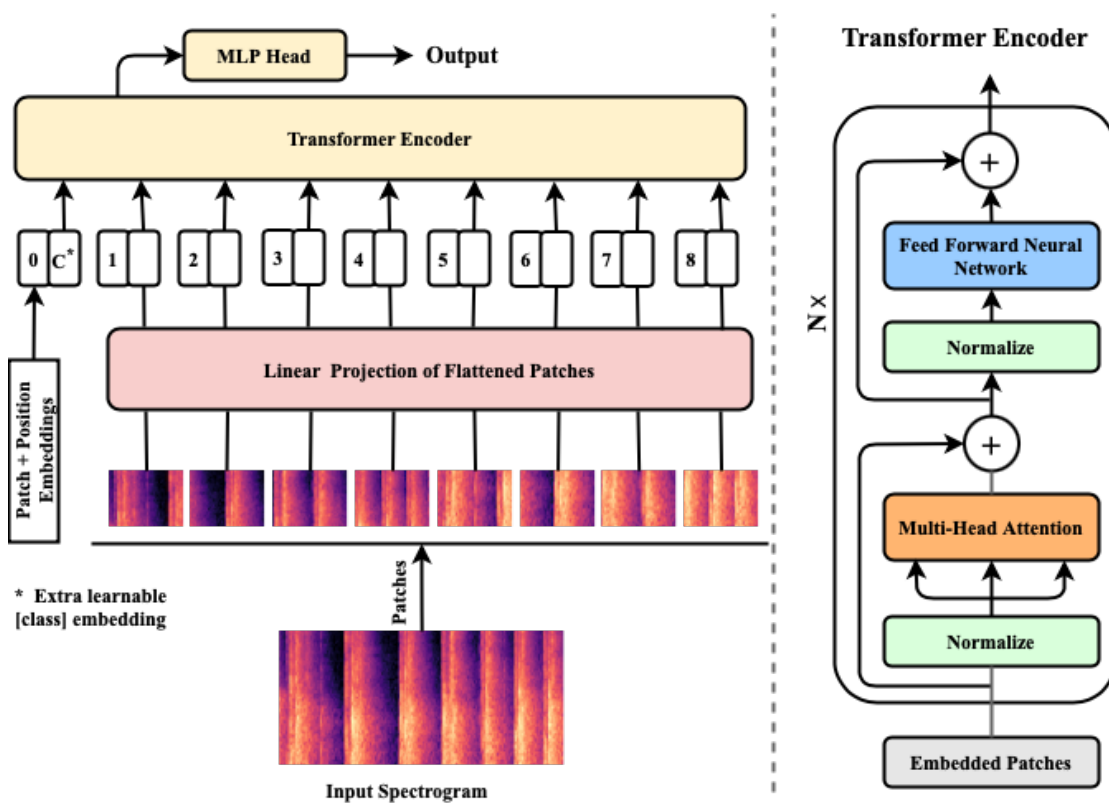 MLP Head
Output
Transformer Encoder
0
C*
1
2
3
4
5
6
7
8
Linear Projection of Flattened Patches
Patch + Position
Embeddings
Patches
* Extra learnable
[class] embedding
Input Spectrogram
Transformer Encoder
+
Feed Forward Neural
Network
N x
Normalize
+
Multi-Head Attention
Normalize
Embedded Patches